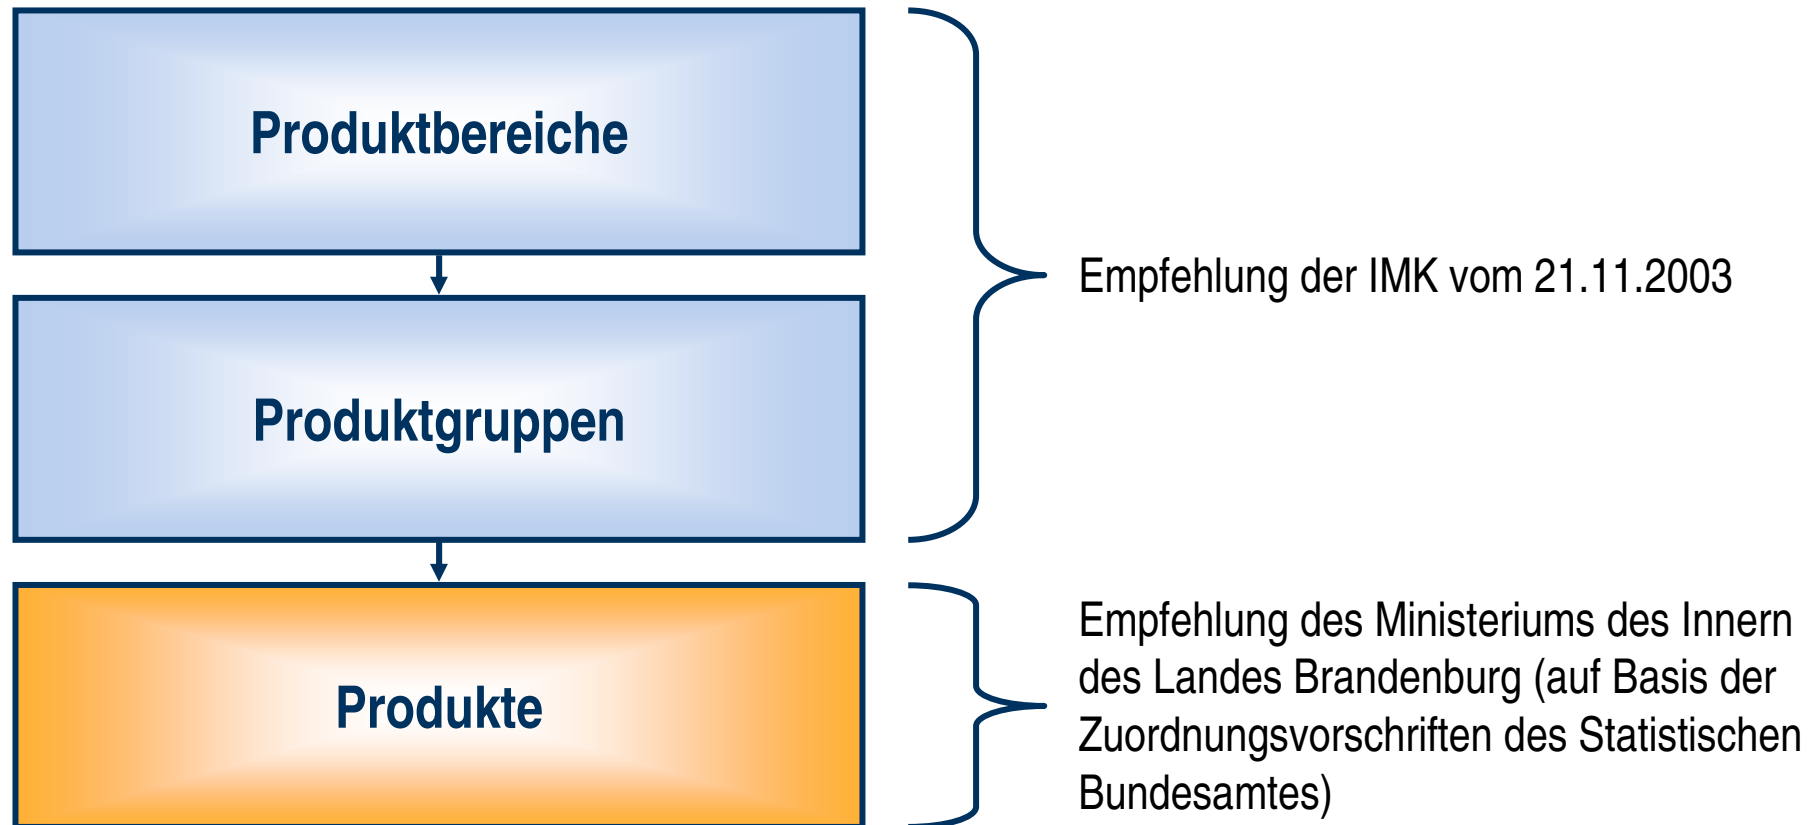 Produktbereiche
Empfehlung der IMK vom 21.11.2003
Produktgruppen
Produkte
Empfehlung des Ministeriums des Innern
des Landes Brandenburg (auf Basis der
Zuordnungsvorschriften des Statistischen
Bundesamtes)